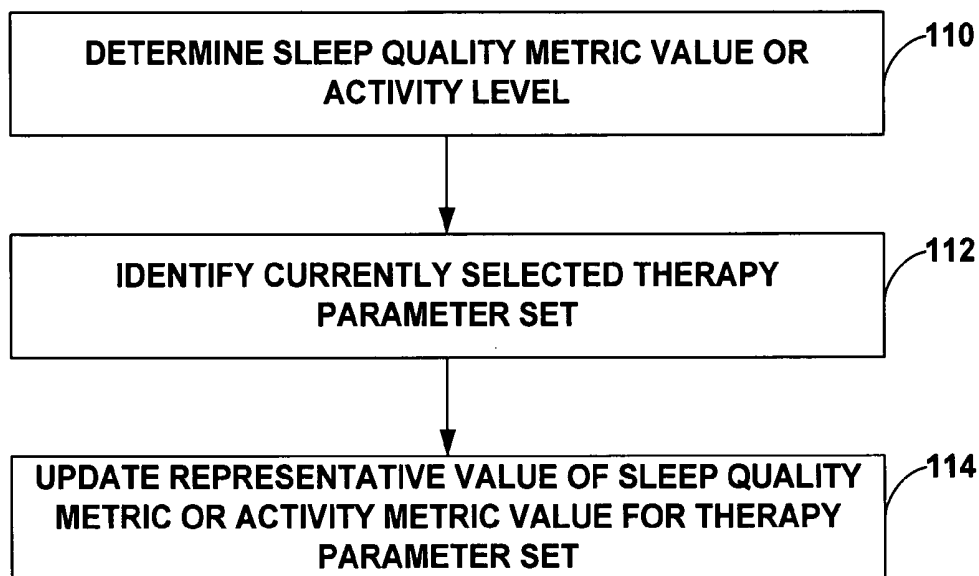 DETERMINE SLEEP QUALITY METRIC VALUE OR
ACTIVITY LEVEL
110
IDENTIFY CURRENTLY SELECTED THERAPY
PARAMETER SET
112
UPDATE REPRESENTATIVE VALUE OF SLEEP QUALITY
METRIC OR ACTIVITY METRIC VALUE FOR THERAPY
PARAMETER SET
114